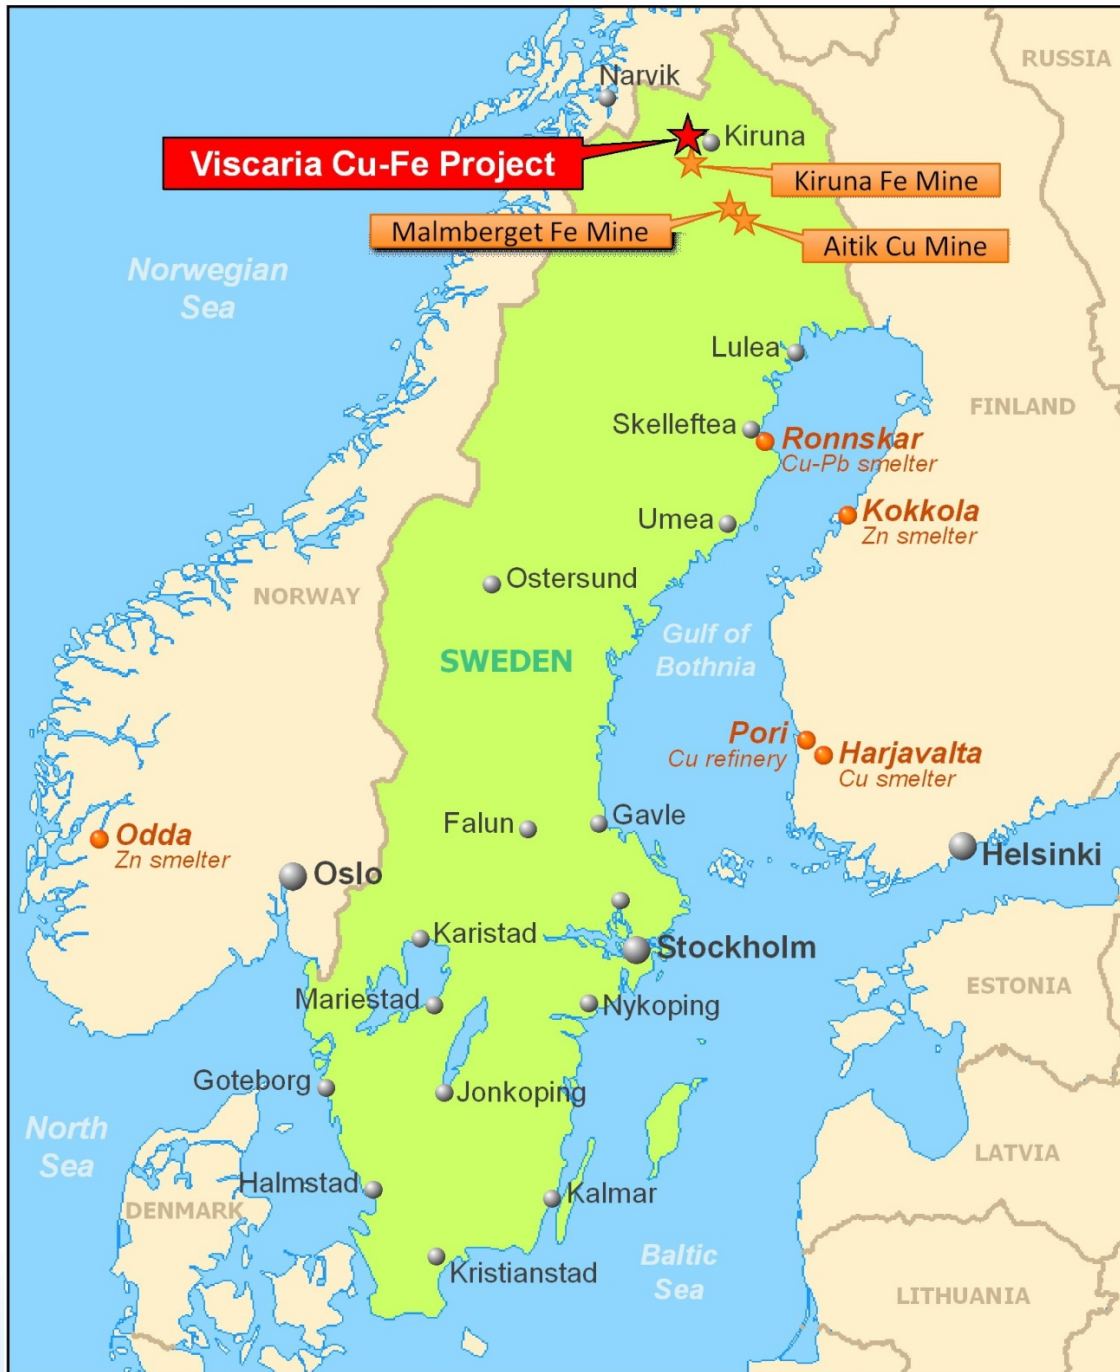 RUSSIA
Narvik
Kiruna
Viscaria Cu-Fe Project
Kiruna Fe Mine
Malmberget Fe Mine
Aitik Cu Mine
Norwegian
Sea
Lulea
FINLAND
Skelleftea
Ronnskar
Cu-Pb smelter
Kokkola
Zn smelter
Umea
Ostersund
NORWAY
Gulf of
Bothnia
SWEDEN
Pori
Cu refinery
Harjavalta
Cu smelter
Odda
Zn smelter
Falun
Gavle
Oslo
Helsinki
Karistad
Stockholm
Mariestad
Nykoping
ESTONIA
Goteborg
Jonkoping
North
Sea
LATVIA
Halmstad
Kalmar
DENMARK
Kristianstad
Baltic
Sea
LITHUANIA